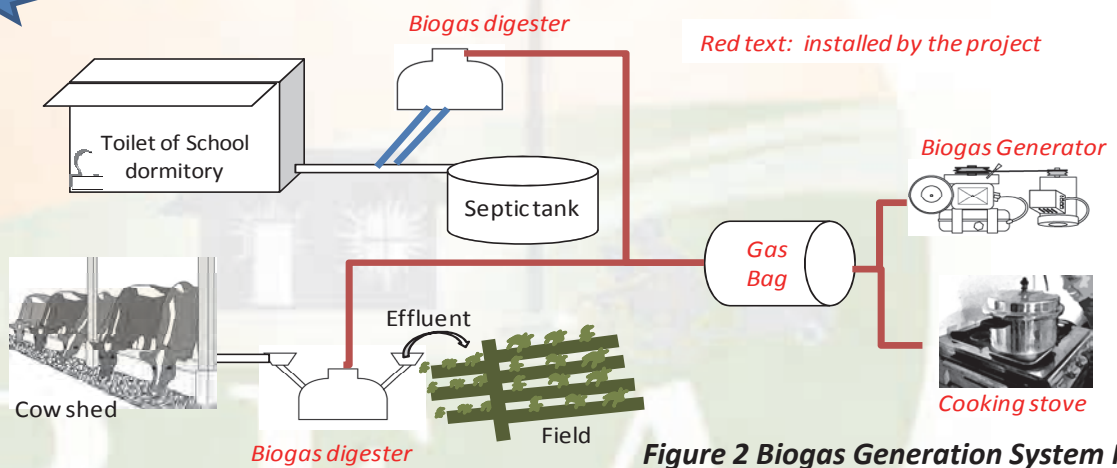 Biogas digester
Red text: installed by the project
Toilet of School
dormitory
Septic tank
Biogas Generator
Gas
Bag
Effluent
Cow shed
Field
Cooking stove
Biogas digester
Figure 2 Biogas Generation System